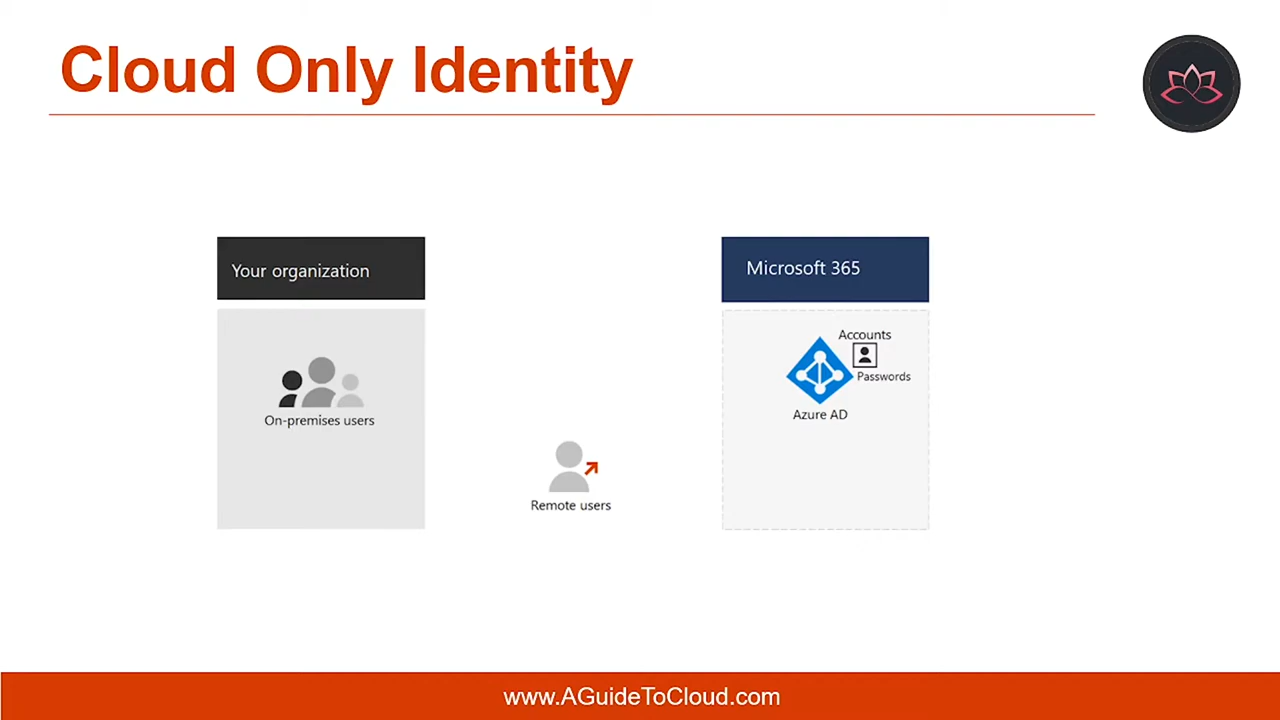 Cloud Only Identity
Your organization
On-premises users
Remote users
Microsoft 365
Accounts
Passwords
Azure AD
www.AGuideToCloud.com